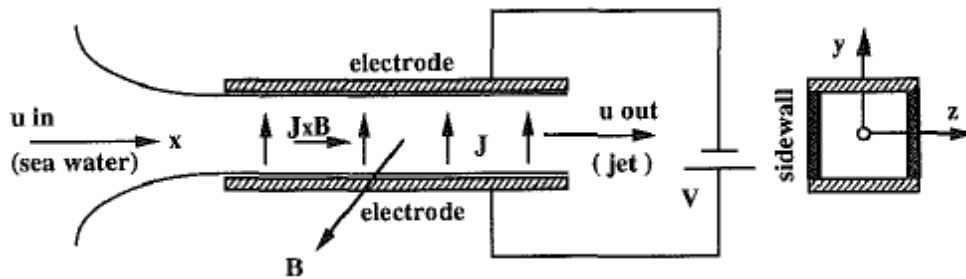 electrode
y
u in
JxB
u out
sidewall
z
(sea water)
x
J
(jet)
V
electrode
B